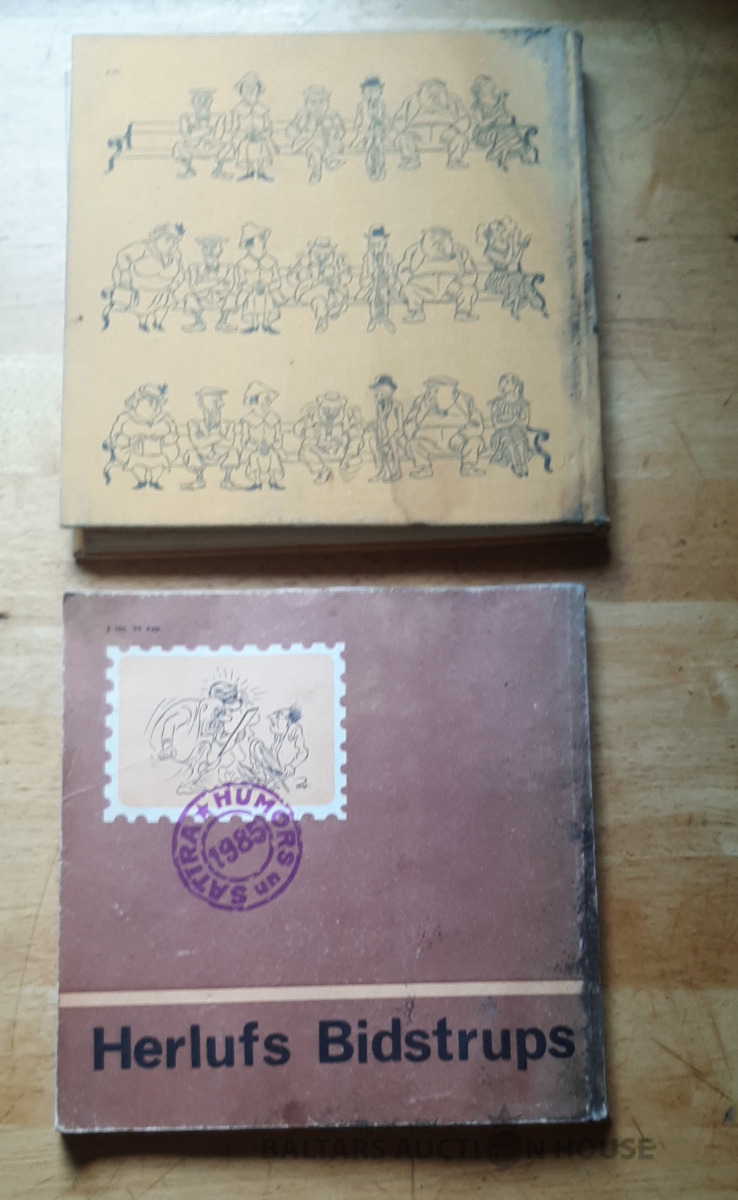 HUMORS un SATĪRA
1985
Herlufs Bidstrups
BALTARS AUCTION HOUSE